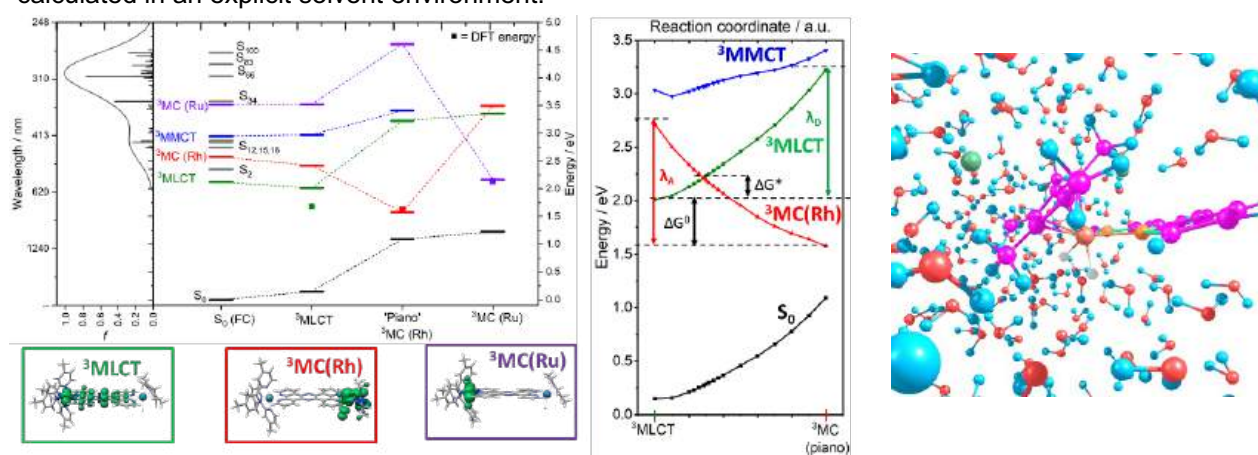 calculated in an explicit solvent environment.
Wavelength / nm
248
310
413
620
1240
1.0
0.8
0.6
0.4
0.2
0.0
f
S₁₀₀
S₈₃
S₆₆
S₃₄
³MC (Ru)
³MMCT
S₁₂,₁₅,₁₆
³MC (Rh)
S₂
³MLCT
S₀
■ = DFT energy
5.0
4.5
4.0
3.5
3.0
2.5
2.0
1.5
1.0
0.5
0.0
Energy / eV
S₀ (FC)
³MLCT
'Piano'
³MC (Rh)
³MC (Ru)
³MLCT
³MC(Rh)
³MC(Ru)
Reaction coordinate / a.u.
Energy / eV
3.5
3.0
2.5
2.0
1.5
1.0
0.5
0.0
³MMCT
λD
³MLCT
λA
ΔG*
ΔG⁰
³MC(Rh)
S₀
³MLCT
³MC
(piano)